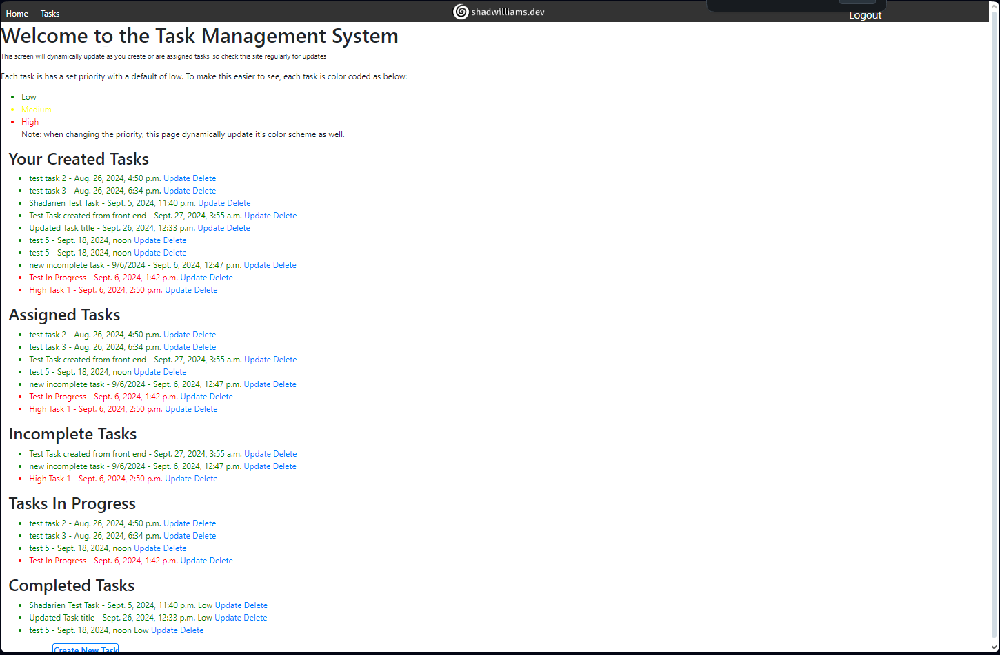 Home Tasks shadwilliams.dev Logout
Welcome to the Task Management System
This screen will dynamically update as you create or are assigned tasks, so check this site regularly for updates
Each task is has a set priority with a default of low. To make this easier to see, each task is color coded as below:
Low
Medium
High
Note: when changing the priority, this page dynamically update it's color scheme as well.
Your Created Tasks
test task 2 - Aug. 26, 2024, 4:50 p.m. Update Delete
test task 3 - Aug. 26, 2024, 6:34 p.m. Update Delete
Shadarien Test Task - Sept. 5, 2024, 11:40 p.m. Update Delete
Test Task created from front end - Sept. 27, 2024, 3:55 a.m. Update Delete
Updated Task title - Sept. 26, 2024, 12:33 p.m. Update Delete
test 5 - Sept. 18, 2024, noon Update Delete
test 5 - Sept. 18, 2024, noon Update Delete
new incomplete task - 9/6/2024 - Sept. 6, 2024, 12:47 p.m. Update Delete
Test In Progress - Sept. 6, 2024, 1:42 p.m. Update Delete
High Task 1 - Sept. 6, 2024, 2:50 p.m. Update Delete
Assigned Tasks
test task 2 - Aug. 26, 2024, 4:50 p.m. Update Delete
test task 3 - Aug. 26, 2024, 6:34 p.m. Update Delete
Test Task created from front end - Sept. 27, 2024, 3:55 a.m. Update Delete
test 5 - Sept. 18, 2024, noon Update Delete
new incomplete task - 9/6/2024 - Sept. 6, 2024, 12:47 p.m. Update Delete
Test In Progress - Sept. 6, 2024, 1:42 p.m. Update Delete
High Task 1 - Sept. 6, 2024, 2:50 p.m. Update Delete
Incomplete Tasks
Test Task created from front end - Sept. 27, 2024, 3:55 a.m. Update Delete
new incomplete task - 9/6/2024 - Sept. 6, 2024, 12:47 p.m. Update Delete
High Task 1 - Sept. 6, 2024, 2:50 p.m. Update Delete
Tasks In Progress
test task 2 - Aug. 26, 2024, 4:50 p.m. Update Delete
test task 3 - Aug. 26, 2024, 6:34 p.m. Update Delete
test 5 - Sept. 18, 2024, noon Update Delete
Test In Progress - Sept. 6, 2024, 1:42 p.m. Update Delete
Completed Tasks
Shadarien Test Task - Sept. 5, 2024, 11:40 p.m. Low Update Delete
Updated Task title - Sept. 26, 2024, 12:33 p.m. Low Update Delete
test 5 - Sept. 18, 2024, noon Low Update Delete
Create New Task